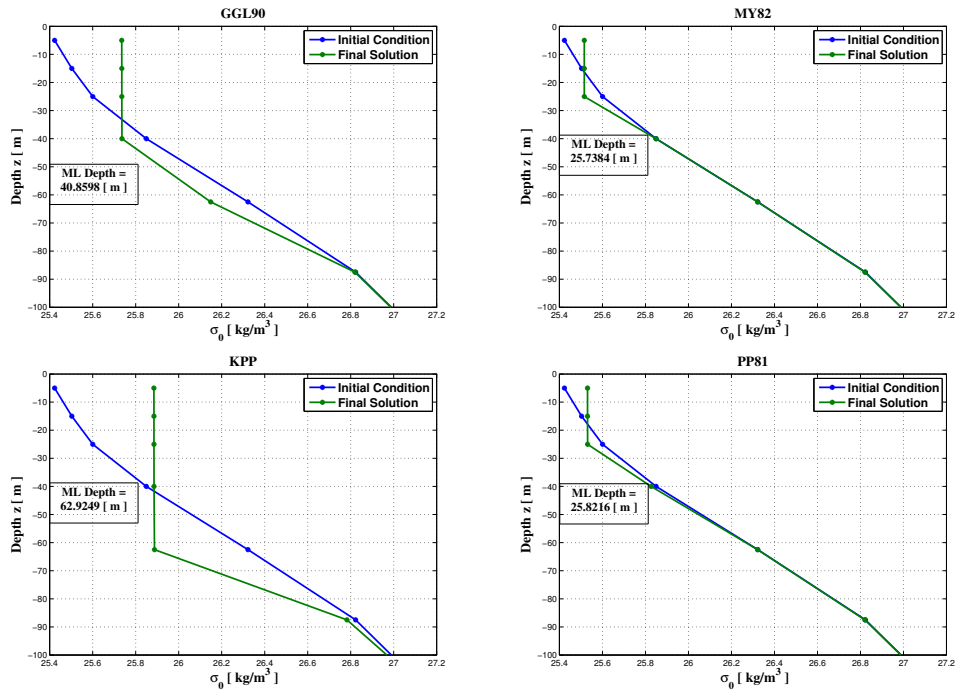 GGL90
0
−10
−20
−30
−40
−50
−60
−70
−80
−90
−100
Depth z [ m ]
25.4 25.6 25.8 26 26.2 26.4 26.6 26.8 27 27.2
σ0 [ kg/m3 ]
Initial Condition
Final Solution
ML Depth =
40.8598 [ m ]
MY82
0
−10
−20
−30
−40
−50
−60
−70
−80
−90
−100
Depth z [ m ]
25.4 25.6 25.8 26 26.2 26.4 26.6 26.8 27 27.2
σ0 [ kg/m3 ]
Initial Condition
Final Solution
ML Depth =
25.7384 [ m ]
KPP
0
−10
−20
−30
−40
−50
−60
−70
−80
−90
−100
Depth z [ m ]
25.4 25.6 25.8 26 26.2 26.4 26.6 26.8 27 27.2
σ0 [ kg/m3 ]
Initial Condition
Final Solution
ML Depth =
62.9249 [ m ]
PP81
0
−10
−20
−30
−40
−50
−60
−70
−80
−90
−100
Depth z [ m ]
25.4 25.6 25.8 26 26.2 26.4 26.6 26.8 27 27.2
σ0 [ kg/m3 ]
Initial Condition
Final Solution
ML Depth =
25.8216 [ m ]